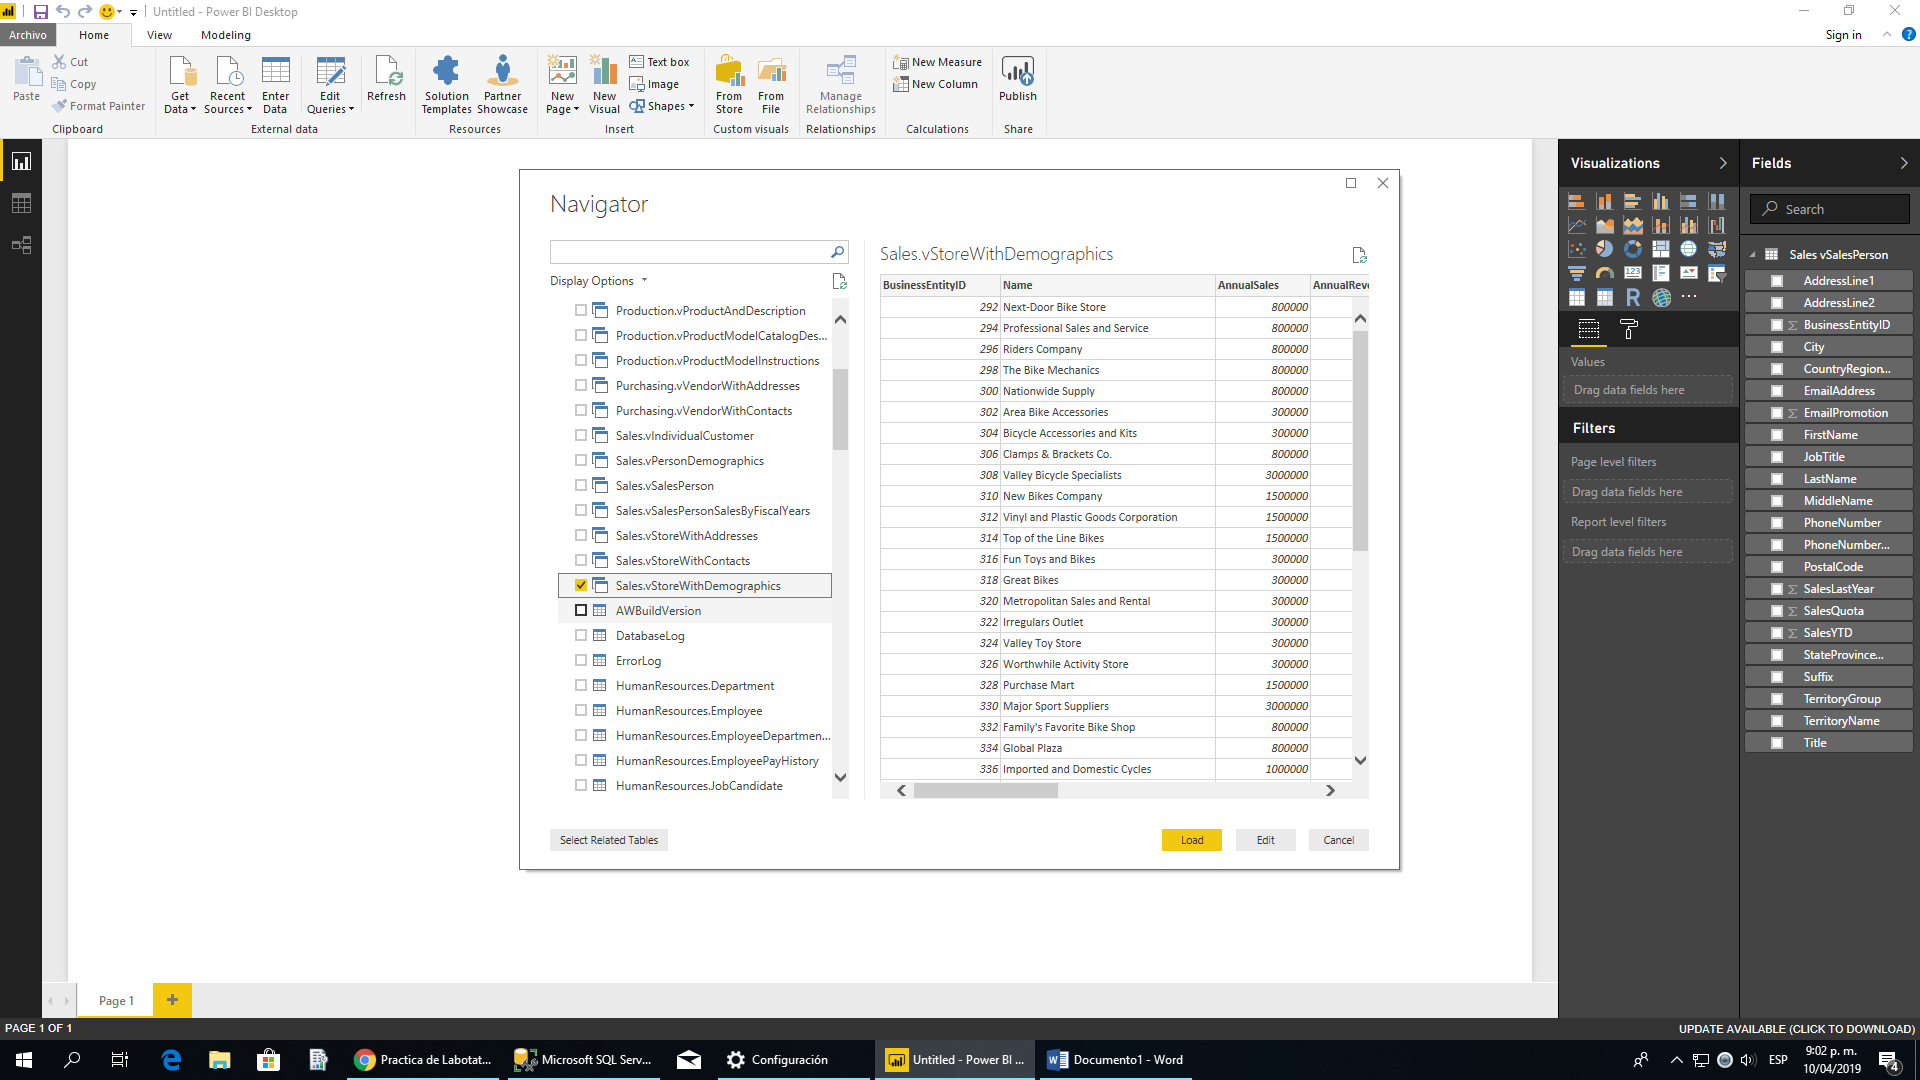 Untitled - Power BI Desktop
Archivo
Home
View
Modeling
Sign in
Paste
Cut
Copy
Format Painter
Clipboard
Get Data
Recent Sources
Enter Data
Edit Queries
Refresh
External data
Solution Templates
Partner Showcase
Resources
New Page
New Visual
Text box
Image
Shapes
Insert
From Store
From File
Custom visuals
Manage Relationships
Relationships
New Measure
New Column
Calculations
Publish
Share
Navigator
Display Options
Production.vProductAndDescription
Production.vProductModelCatalogDes...
Production.vProductModelInstructions
Purchasing.vVendorWithAddresses
Purchasing.vVendorWithContacts
Sales.vIndividualCustomer
Sales.vPersonDemographics
Sales.vSalesPerson
Sales.vSalesPersonSalesByFiscalYears
Sales.vStoreWithAddresses
Sales.vStoreWithContacts
Sales.vStoreWithDemographics
AWBuildVersion
DatabaseLog
ErrorLog
HumanResources.Department
HumanResources.Employee
HumanResources.EmployeeDepartmen...
HumanResources.EmployeePayHistory
HumanResources.JobCandidate
Select Related Tables
Sales.vStoreWithDemographics
BusinessEntityID Name AnnualSales AnnualReve
292 Next-Door Bike Store 800000
294 Professional Sales and Service 800000
296 Riders Company 800000
298 The Bike Mechanics 800000
300 Nationwide Supply 800000
302 Area Bike Accessories 300000
304 Bicycle Accessories and Kits 300000
306 Clamps & Brackets Co. 800000
308 Valley Bicycle Specialists 3000000
310 New Bikes Company 1500000
312 Vinyl and Plastic Goods Corporation 1500000
314 Top of the Line Bikes 1500000
316 Fun Toys and Bikes 300000
318 Great Bikes 300000
320 Metropolitan Sales and Rental 300000
322 Irregulars Outlet 300000
324 Valley Toy Store 300000
326 Worthwhile Activity Store 300000
328 Purchase Mart 1500000
330 Major Sport Suppliers 3000000
332 Family's Favorite Bike Shop 800000
334 Global Plaza 800000
336 Imported and Domestic Cycles 1000000
Load
Edit
Cancel
Visualizations
Values
Drag data fields here
Filters
Page level filters
Drag data fields here
Report level filters
Drag data fields here
Fields
Search
Sales vSalesPerson
AddressLine1
AddressLine2
BusinessEntityID
City
CountryRegion...
EmailAddress
EmailPromotion
FirstName
JobTitle
LastName
MiddleName
PhoneNumber
PhoneNumber...
PostalCode
SalesLastYear
SalesQuota
SalesYTD
StateProvince...
Suffix
TerritoryGroup
TerritoryName
Title
Page 1
PAGE 1 OF 1
UPDATE AVAILABLE (CLICK TO DOWNLOAD)
Practica de Labotat...
Microsoft SQL Serv...
Configuración
Untitled - Power BI ...
Documento1 - Word
ESP
9:02 p. m.
10/04/2019
4